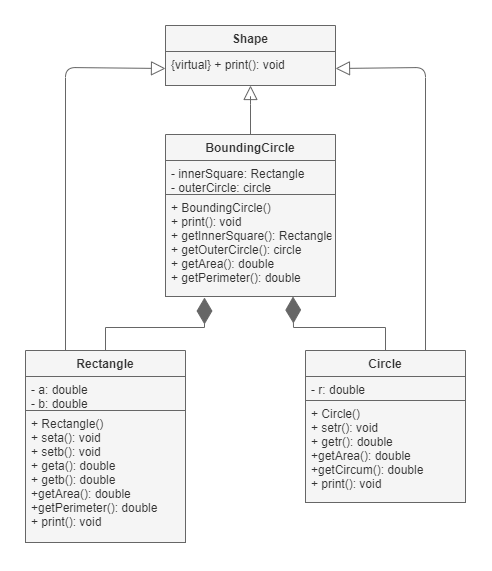 Shape
{virtual} + print(): void
BoundingCircle
- innerSquare: Rectangle
- outerCircle: circle
+ BoundingCircle()
+ print(): void
+ getInnerSquare(): Rectangle
+ getOuterCircle(): circle
+ getArea(): double
+ getPerimeter(): double
Rectangle
- a: double
- b: double
+ Rectangle()
+ seta(): void
+ setb(): void
+ geta(): double
+ getb(): double
+getArea(): double
+getPerimeter(): double
+ print(): void
Circle
- r: double
+ Circle()
+ setr(): void
+ getr(): double
+getArea(): double
+getCircum(): double
+ print(): void